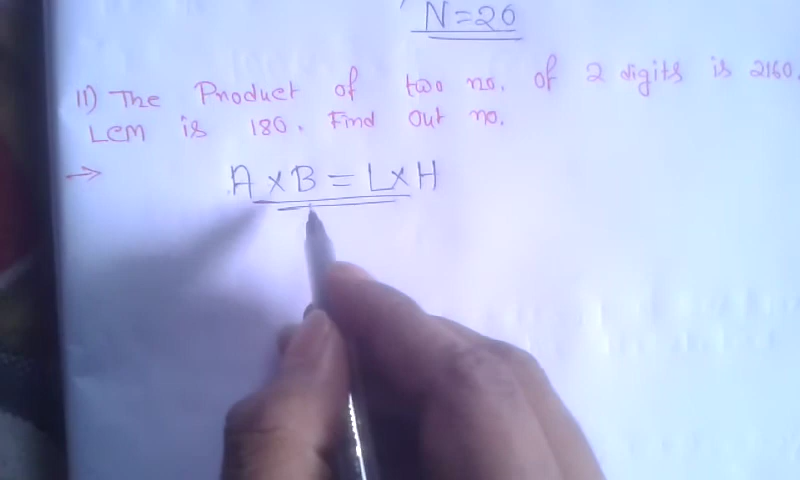 N=20
11) The Product of two no. of 2 digits is 2160.
LCM is 180. Find Out no.
→ A × B = L × H